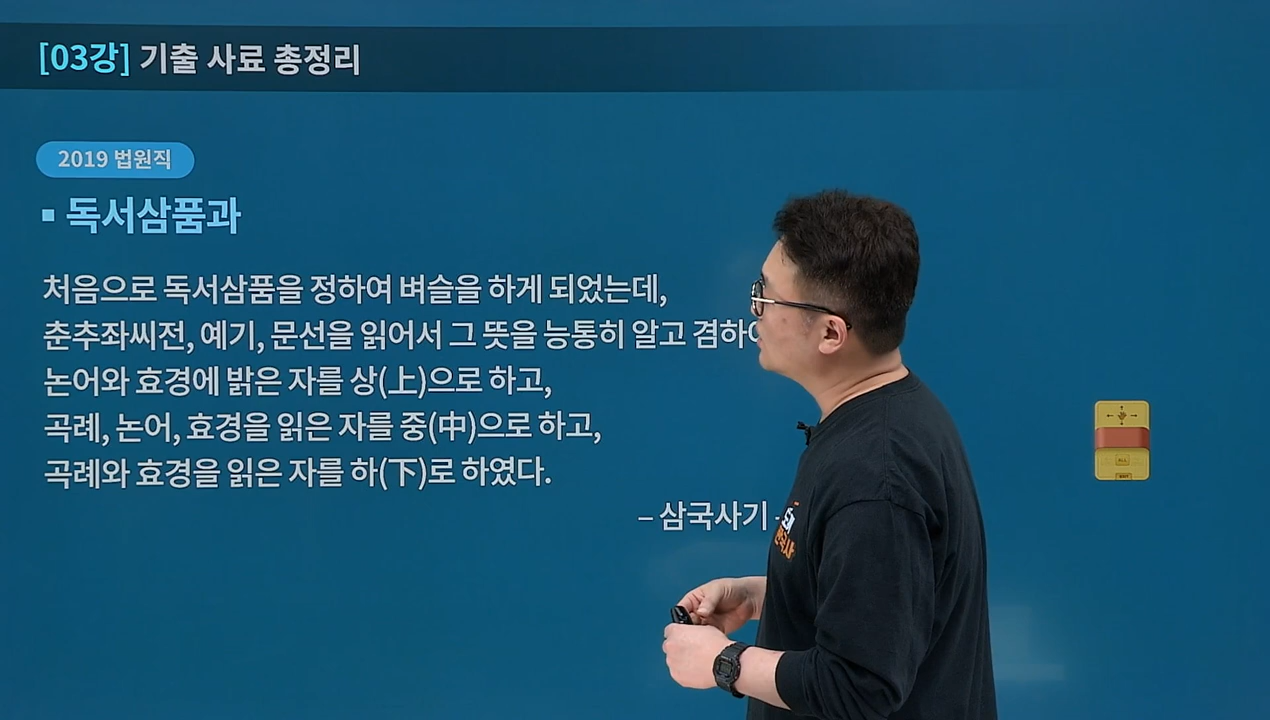 [03강] 기출 사료 총정리
2019 법원직
▪ 독서삼품과
처음으로 독서삼품을 정하여 벼슬을 하게 되었는데,
춘추좌씨전, 예기, 문선을 읽어서 그 뜻을 능통히 알고
논어와 효경에 밝은 자를 상(上)으로 하고,
곡례, 논어, 효경을 읽은 자를 중(中)으로 하고,
곡례와 효경을 읽은 자를 하(下)로 하였다.
– 삼국사기 -